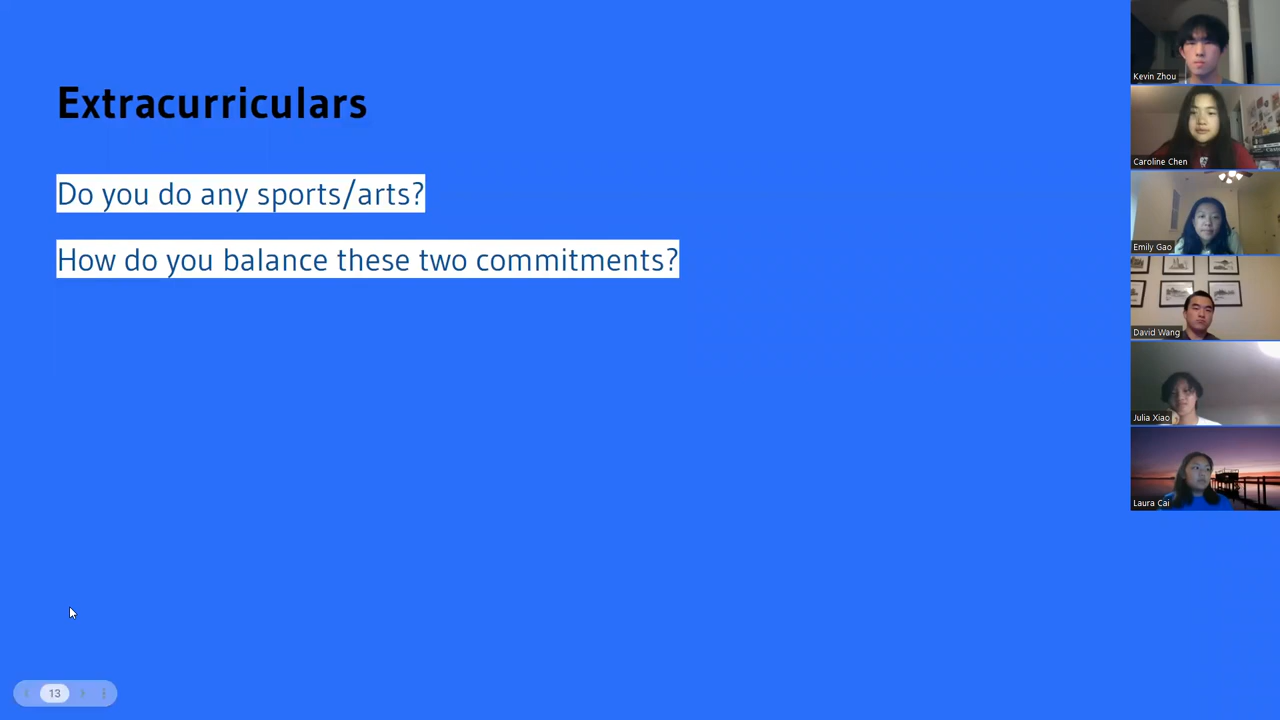 Extracurriculars
Do you do any sports/arts?
How do you balance these two commitments?
Kevin Zhou
Caroline Chen
Emily Gao
David Wang
Julia Xiao
Laura Cai
13